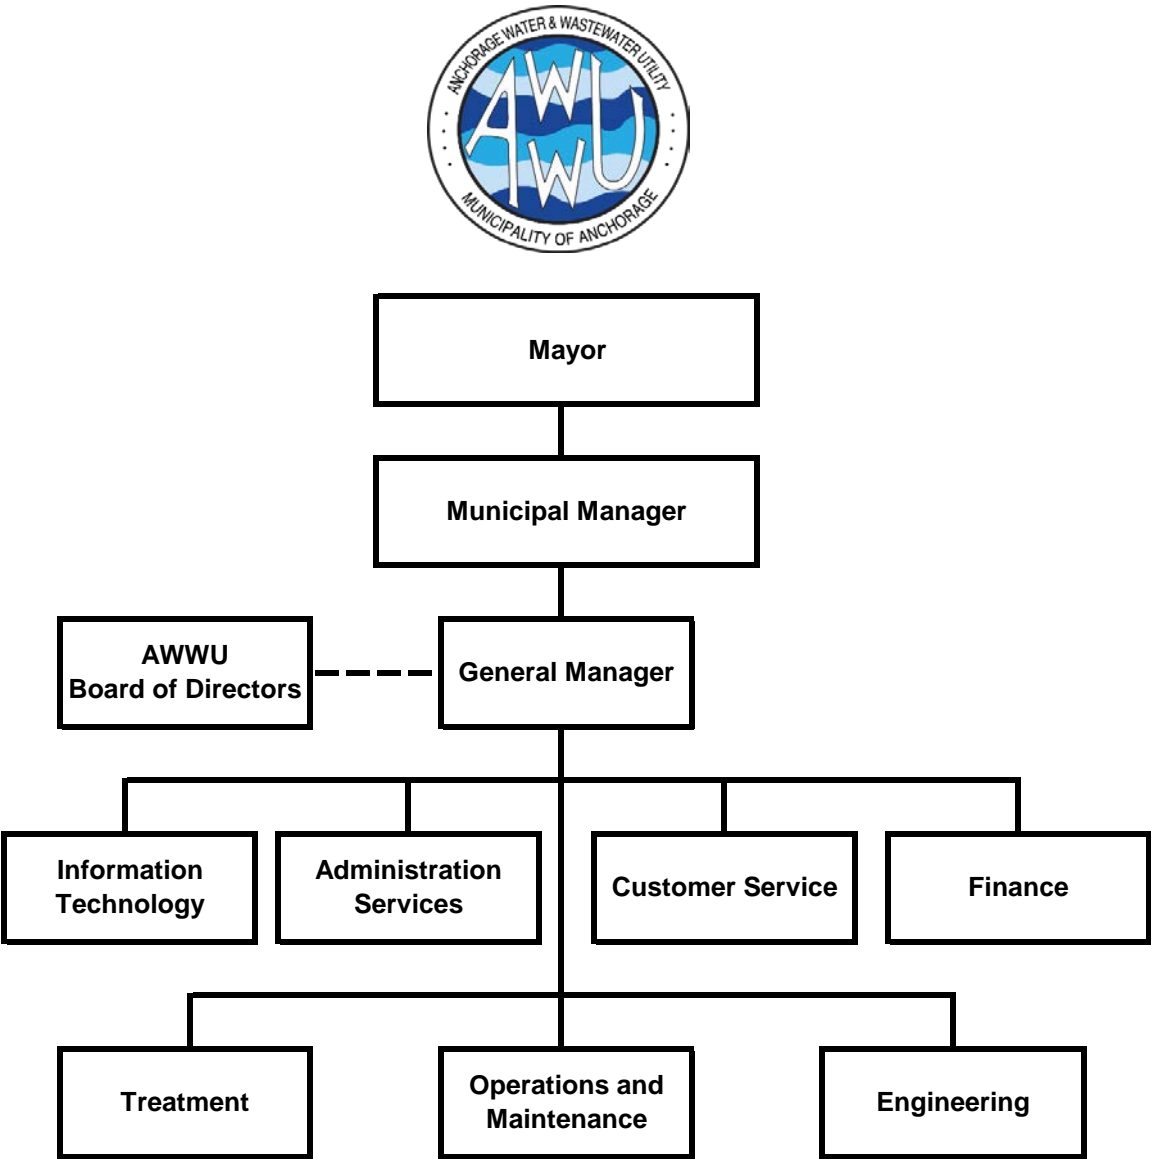 ANCHORAGE WATER & WASTEWATER UTILITY
AWWU
MUNICIPALITY OF ANCHORAGE
Mayor
Municipal Manager
AWWU
Board of Directors
General Manager
Information
Technology
Administration
Services
Customer Service
Finance
Treatment
Operations and
Maintenance
Engineering